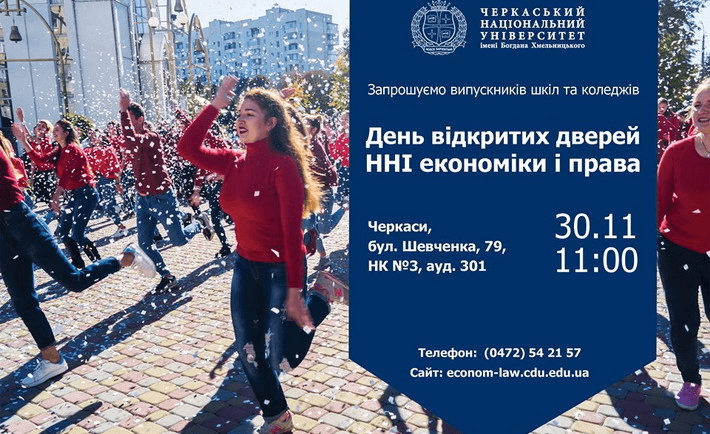 ЧЕРКАСЬКИЙ
НАЦІОНАЛЬНИЙ
УНІВЕРСИТЕТ
імені Богдана Хмельницького
Запрошуємо випускників шкіл та коледжів
День відкритих дверей
ННІ економіки і права
Черкаси,
бул. Шевченка, 79,
НК №3, ауд. 301
30.11
11:00
Телефон: (0472) 54 21 57
Сайт: econom-law.cdu.edu.ua